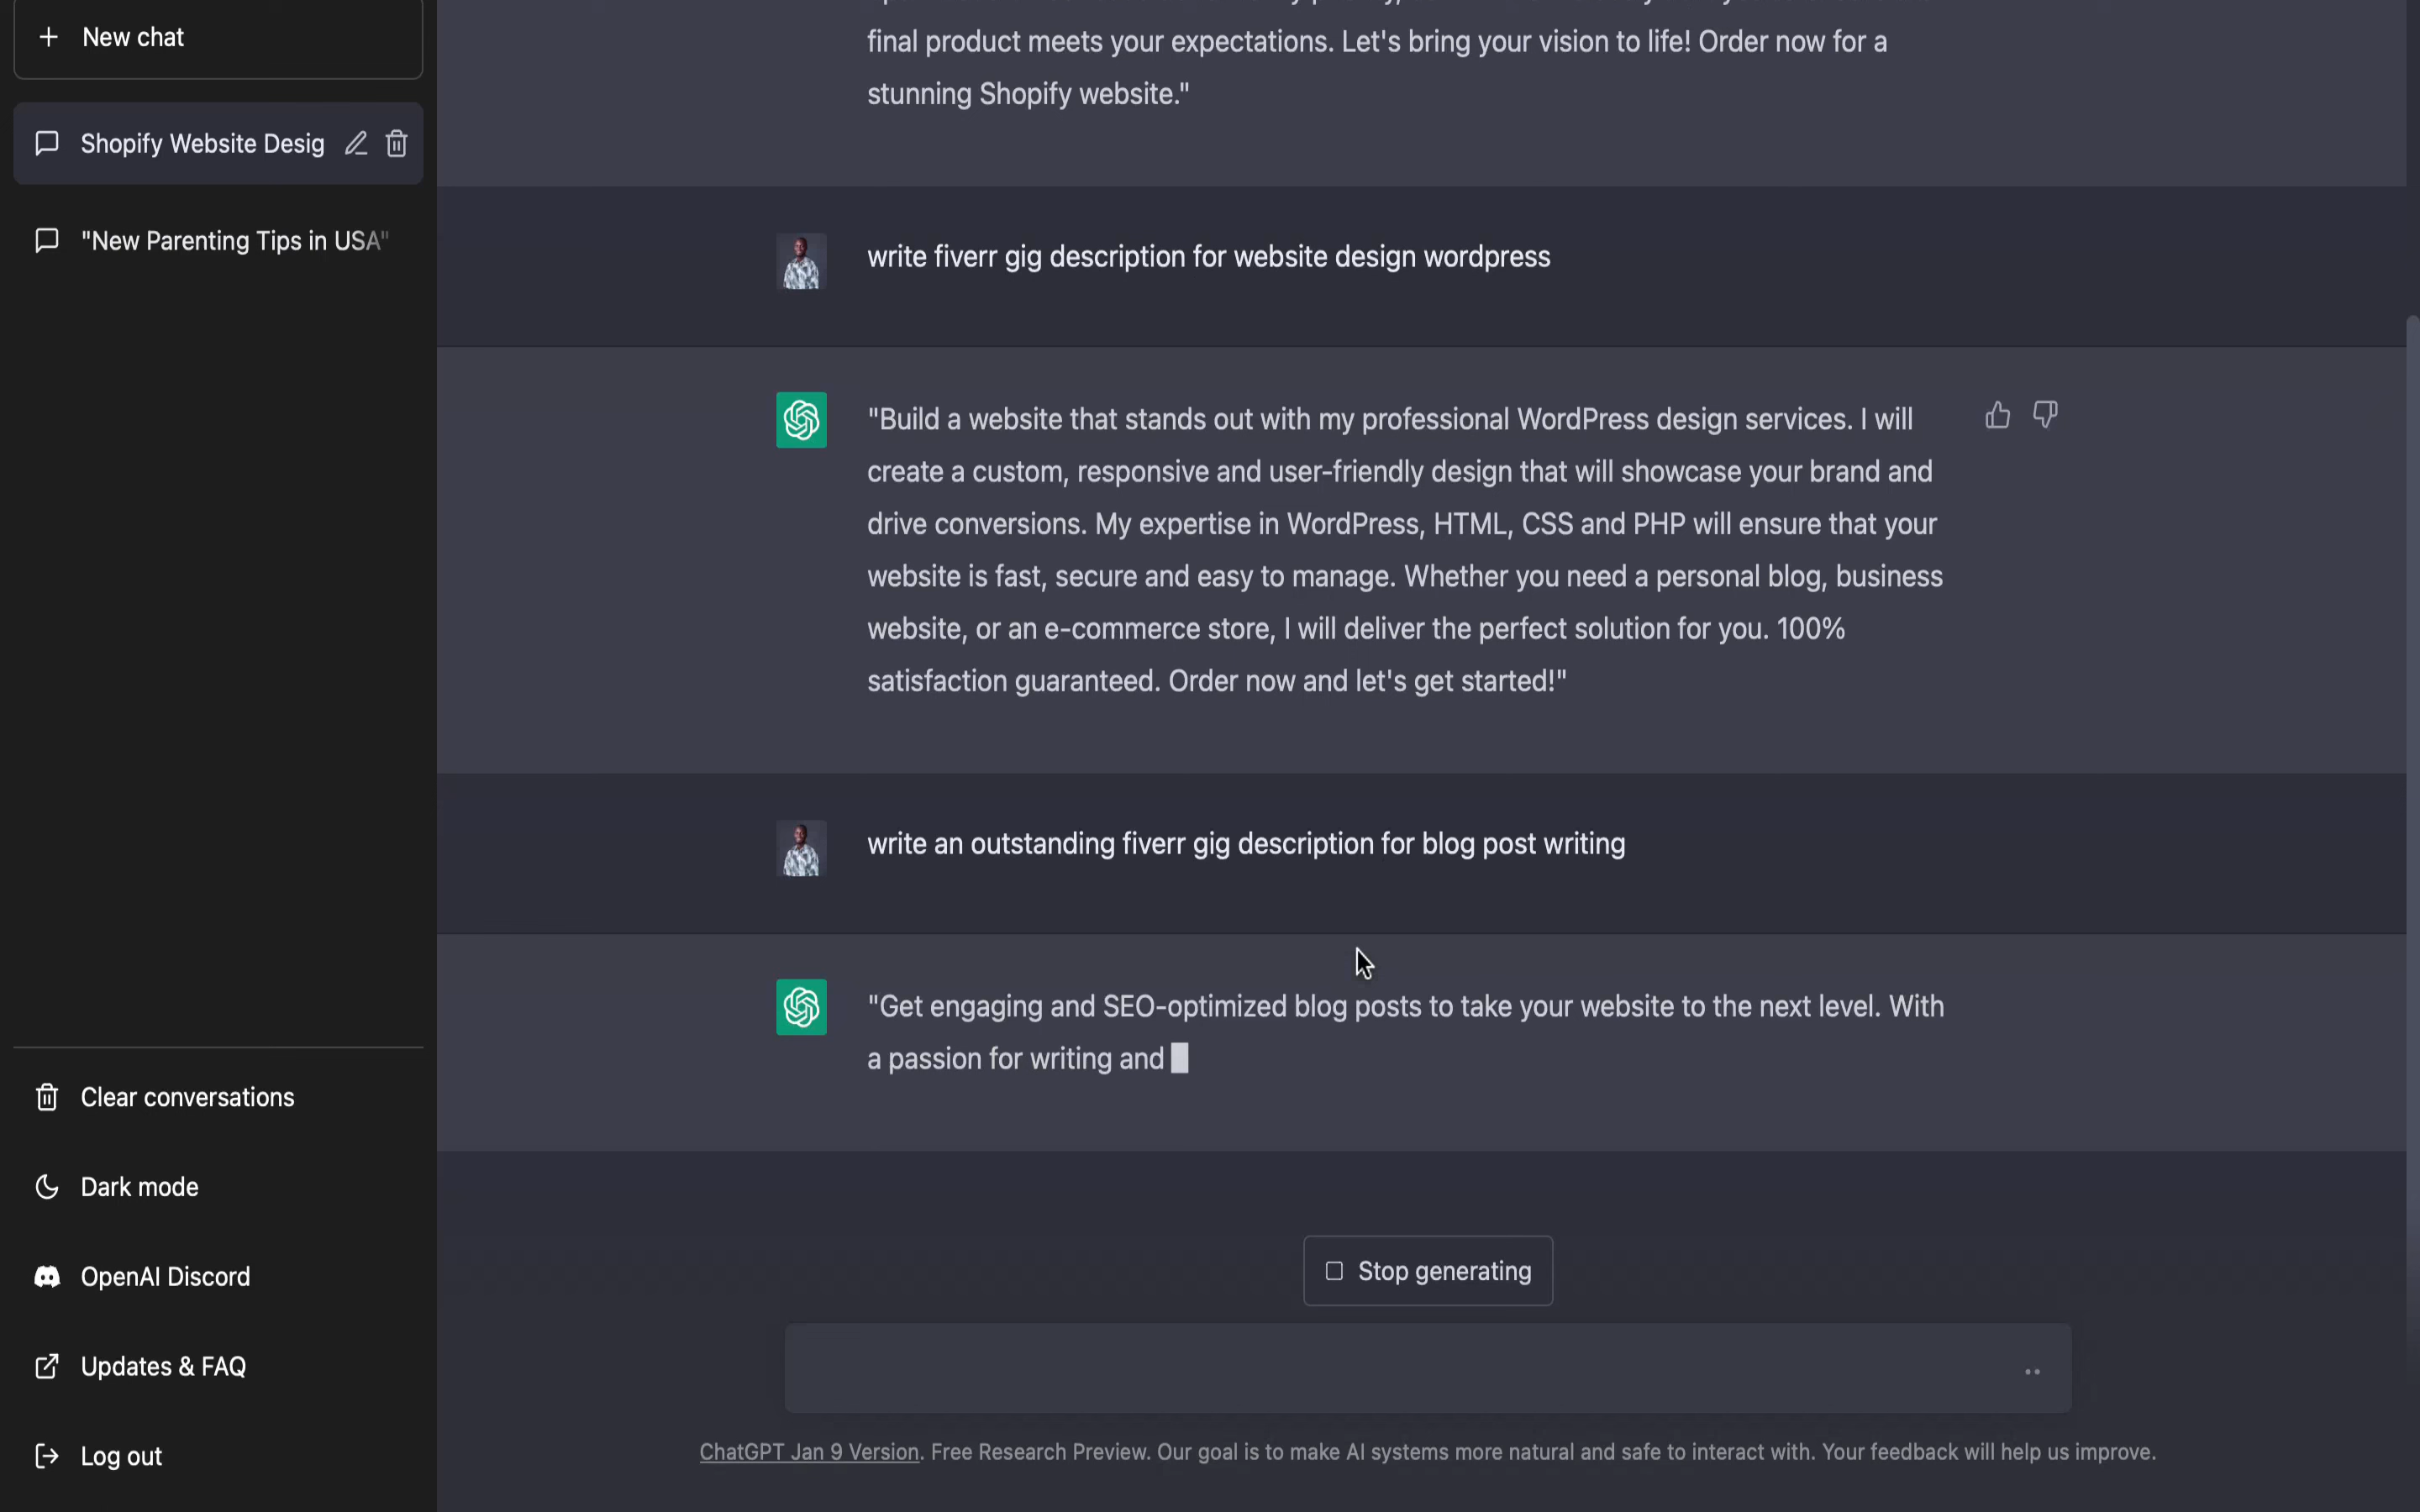 New chat
Shopify Website Desig
"New Parenting Tips in USA"
Clear conversations
Dark mode
OpenAI Discord
Updates & FAQ
Log out
final product meets your expectations. Let's bring your vision to life! Order now for a
stunning Shopify website."
write fiverr gig description for website design wordpress
"Build a website that stands out with my professional WordPress design services. I will
create a custom, responsive and user-friendly design that will showcase your brand and
drive conversions. My expertise in WordPress, HTML, CSS and PHP will ensure that your
website is fast, secure and easy to manage. Whether you need a personal blog, business
website, or an e-commerce store, I will deliver the perfect solution for you. 100%
satisfaction guaranteed. Order now and let's get started!"
write an outstanding fiverr gig description for blog post writing
"Get engaging and SEO-optimized blog posts to take your website to the next level. With
a passion for writing and
Stop generating
ChatGPT Jan 9 Version. Free Research Preview. Our goal is to make AI systems more natural and safe to interact with. Your feedback will help us improve.